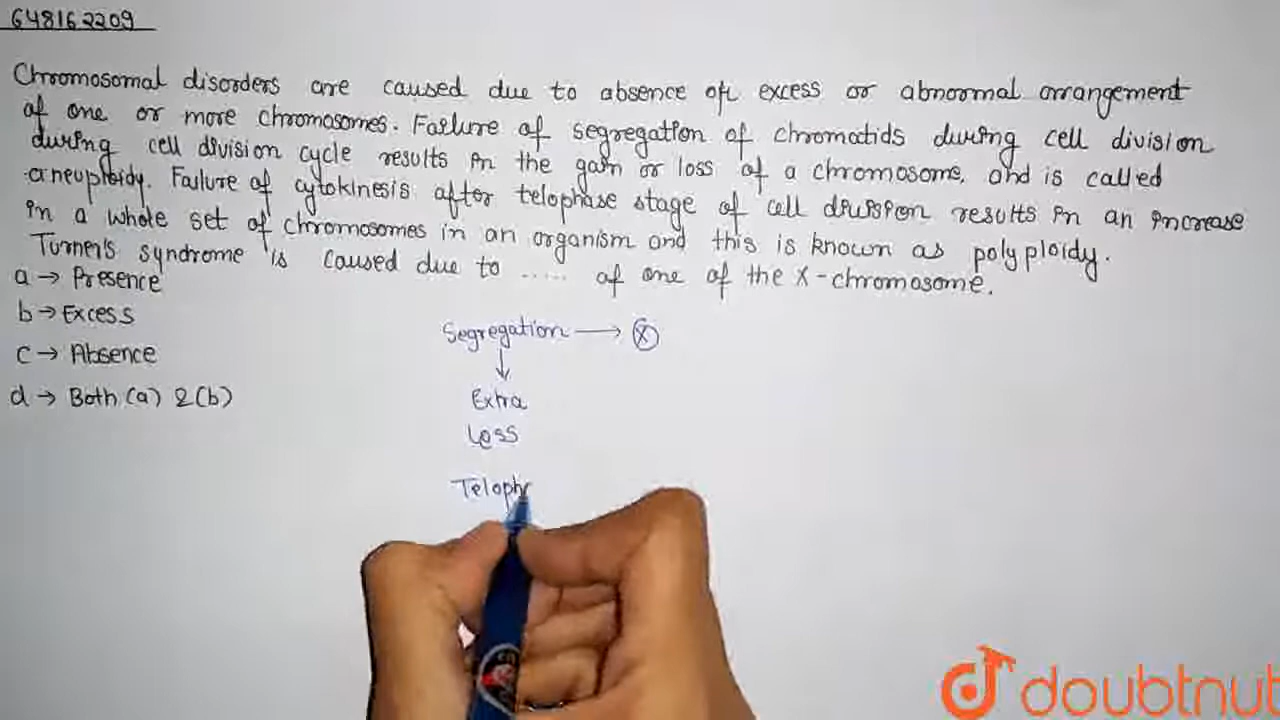 648162209
Chromosomal disorders are caused due to absence or excess or abnormal arrangement
of one or more chromosomes. Failure of segregation of chromatids during cell division
during cell division cycle results in the gain or loss of a chromosome, and is called
aneuploidy. Failure of cytokinesis after telophase stage of cell division results in an increase
in a whole set of chromosomes in an organism and this is known as polyploidy.
Turner's syndrome is caused due to ..... of one of the X-chromosome.
a → Presence
b → Excess
c → Absence
d → Both (a) & (b)
Segregation → X
↓
Extra
Loss
Teloph
doubtnut